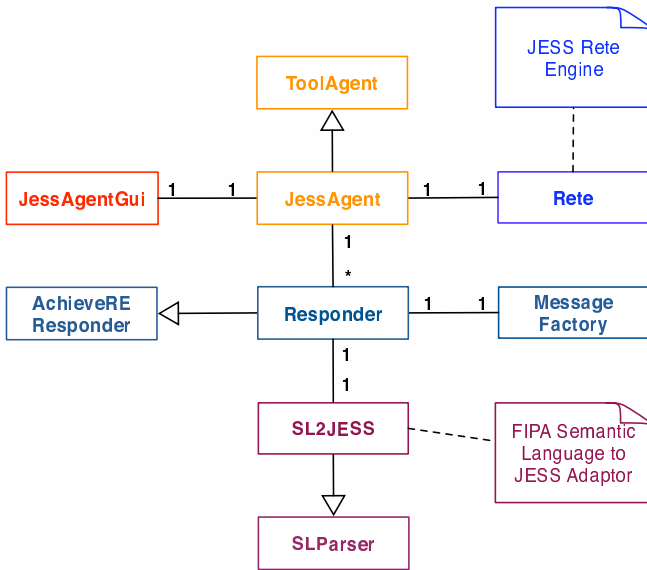 JESS Rete
Engine
ToolAgent
JessAgentGui
1
1
JessAgent
1
1
Rete
1
*
AchieveRE
Responder
Responder
1
1
Message
Factory
1
1
SL2JESS
FIPA Semantic
Language to
JESS Adaptor
SLParser